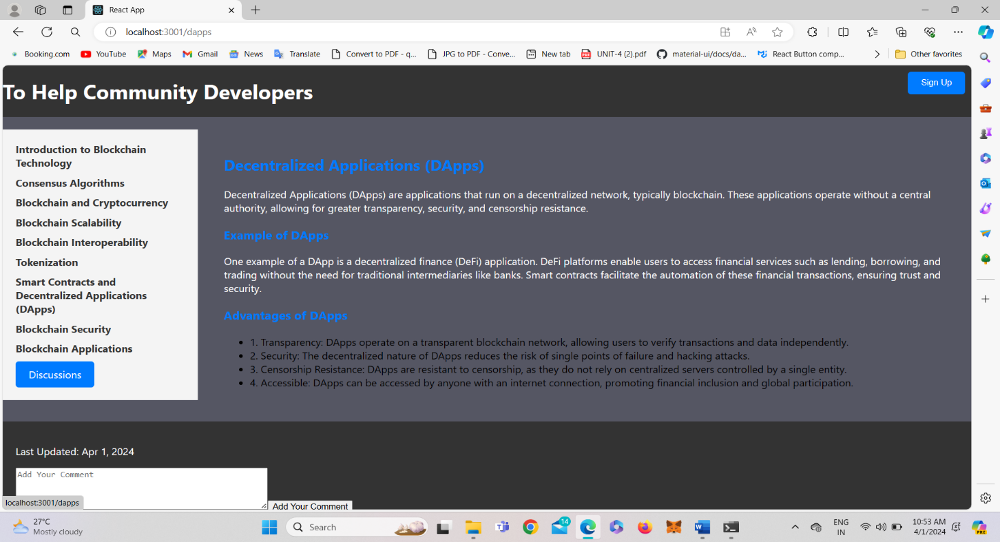 React App
localhost:3001/dapps
Booking.com YouTube Maps Gmail News Translate Convert to PDF - q... JPG to PDF - Conve... New tab UNIT-4 (2).pdf material-ui/docs/da... React Button comp... Other favorites
To Help Community Developers
Sign Up
Introduction to Blockchain
Technology
Consensus Algorithms
Blockchain and Cryptocurrency
Blockchain Scalability
Blockchain Interoperability
Tokenization
Smart Contracts and
Decentralized Applications
(DApps)
Blockchain Security
Blockchain Applications
Discussions
Decentralized Applications (DApps)
Decentralized Applications (DApps) are applications that run on a decentralized network, typically blockchain. These applications operate without a central
authority, allowing for greater transparency, security, and censorship resistance.
Example of DApps
One example of a DApp is a decentralized finance (DeFi) application. DeFi platforms enable users to access financial services such as lending, borrowing, and
trading without the need for traditional intermediaries like banks. Smart contracts facilitate the automation of these financial transactions, ensuring trust and
security.
Advantages of DApps
• 1. Transparency: DApps operate on a transparent blockchain network, allowing users to verify transactions and data independently.
• 2. Security: The decentralized nature of DApps reduces the risk of single points of failure and hacking attacks.
• 3. Censorship Resistance: DApps are resistant to censorship, as they do not rely on centralized servers controlled by a single entity.
• 4. Accessible: DApps can be accessed by anyone with an internet connection, promoting financial inclusion and global participation.
Last Updated: Apr 1, 2024
Add Your Comment
Add Your Comment
localhost:3001/dapps
27°C
Mostly cloudy
Search
14
ENG
IN
10:53 AM
4/1/2024
PRE